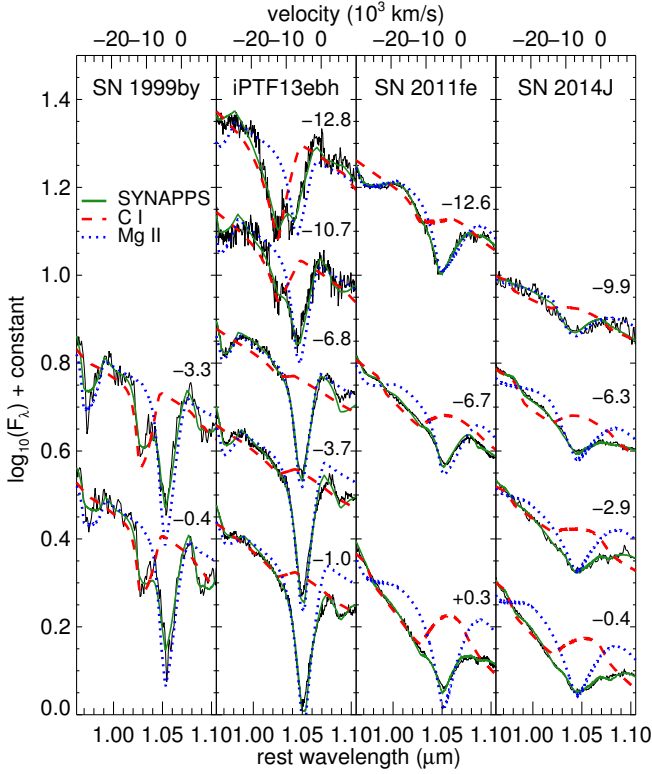 velocity (10³ km/s)
−20 −10 0 −20 −10 0 −20 −10 0 −20 −10 0
SN 1999by iPTF13ebh SN 2011fe SN 2014J
1.4
1.2
1.0
0.8
0.6
0.4
0.2
0.0
log₁₀(Fλ) + constant
SYNAPPS
C I
Mg II
−3.3
−0.4
−12.8
−10.7
−6.8
−3.7
−1.0
−12.6
−6.7
+0.3
−9.9
−6.3
−2.9
−0.4
1.00 1.05 1.10 1.00 1.05 1.10 1.00 1.05 1.10 1.00 1.05 1.10
rest wavelength (μm)